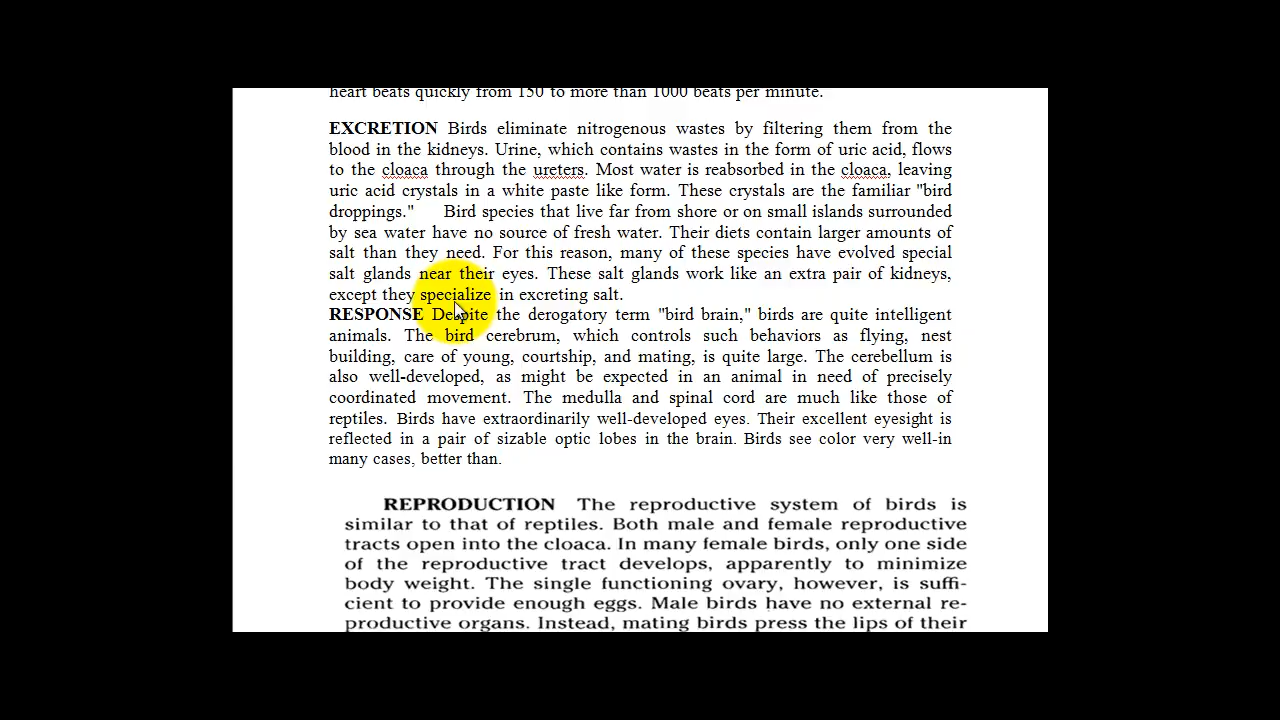 heart beats quickly from 150 to more than 1000 beats per minute.
EXCRETION Birds eliminate nitrogenous wastes by filtering them from the
blood in the kidneys. Urine, which contains wastes in the form of uric acid, flows
to the cloaca through the ureters. Most water is reabsorbed in the cloaca, leaving
uric acid crystals in a white paste like form. These crystals are the familiar "bird
droppings." Bird species that live far from shore or on small islands surrounded
by sea water have no source of fresh water. Their diets contain larger amounts of
salt than they need. For this reason, many of these species have evolved special
salt glands near their eyes. These salt glands work like an extra pair of kidneys,
except they specialize in excreting salt.
RESPONSE Despite the derogatory term "bird brain," birds are quite intelligent
animals. The bird cerebrum, which controls such behaviors as flying, nest
building, care of young, courtship, and mating, is quite large. The cerebellum is
also well-developed, as might be expected in an animal in need of precisely
coordinated movement. The medulla and spinal cord are much like those of
reptiles. Birds have extraordinarily well-developed eyes. Their excellent eyesight is
reflected in a pair of sizable optic lobes in the brain. Birds see color very well-in
many cases, better than.
REPRODUCTION The reproductive system of birds is
similar to that of reptiles. Both male and female reproductive
tracts open into the cloaca. In many female birds, only one side
of the reproductive tract develops, apparently to minimize
body weight. The single functioning ovary, however, is suffi-
cient to provide enough eggs. Male birds have no external re-
productive organs. Instead, mating birds press the lips of their